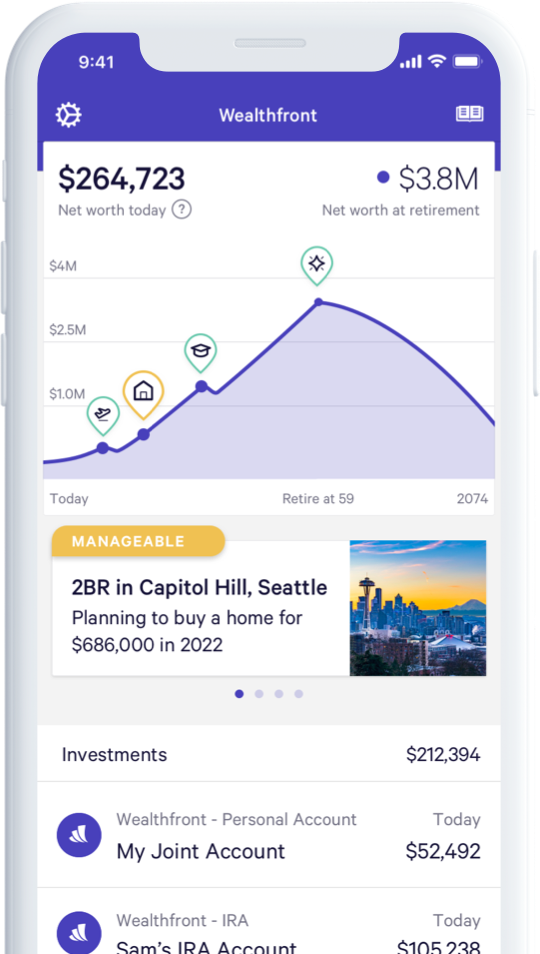 9:41
Wealthfront
$264,723
$3.8M
Net worth today ?
Net worth at retirement
$4M
$2.5M
$1.0M
Today
Retire at 59
2074
MANAGEABLE
2BR in Capitol Hill, Seattle
Planning to buy a home for
$686,000 in 2022
Investments
$212,394
Wealthfront - Personal Account
Today
My Joint Account
$52,492
Wealthfront - IRA
Today
Sam's IRA Account
$105,238